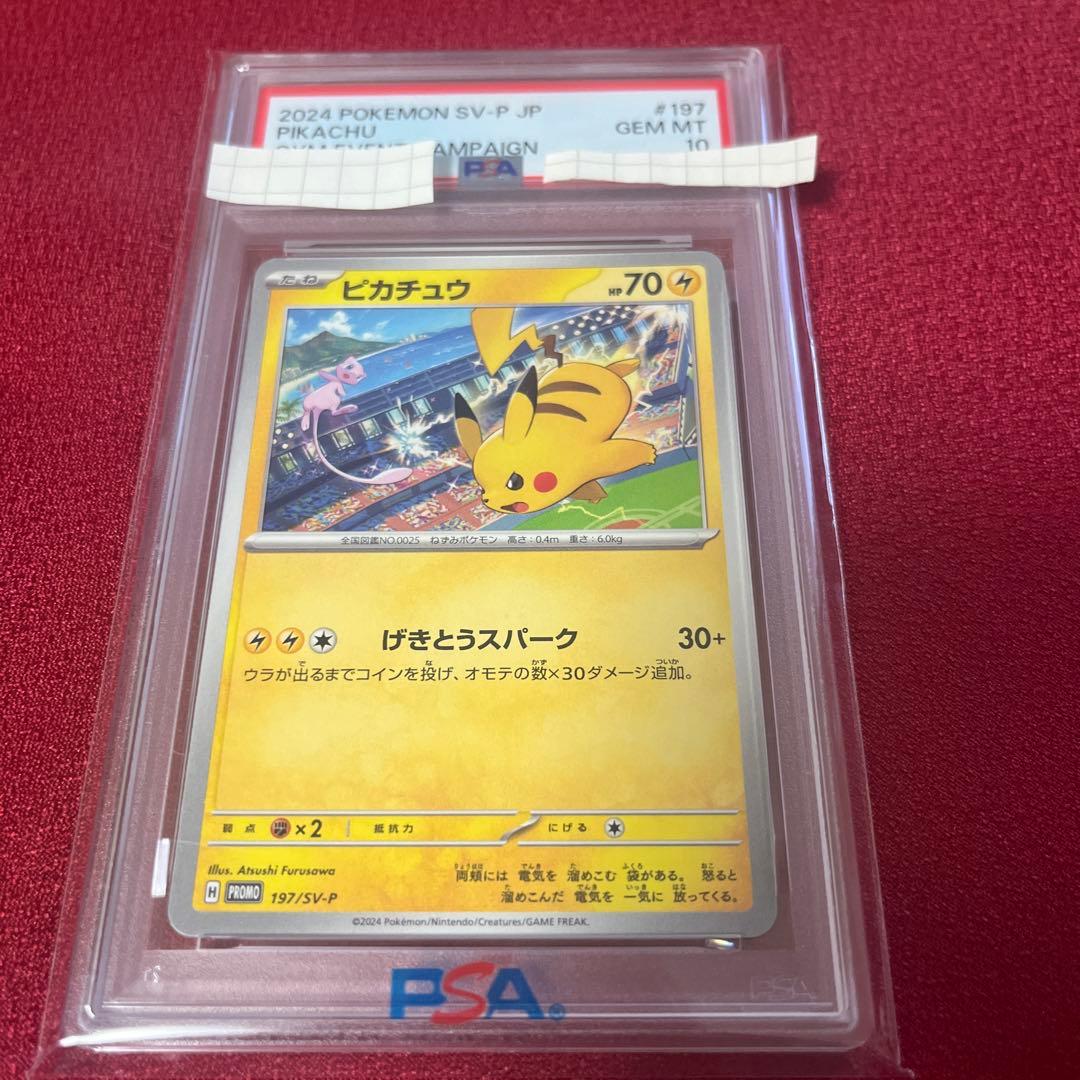 2024 POKEMON SV-P JP #197
PIKACHU GEM MT
EVENT CAMPAIGN 10
PSA
たね ピカチュウ HP70
全国図鑑NO.0025 ねずみポケモン 高さ:0.4m 重さ:6.0kg
げきとうスパーク 30+
ウラが出るまでコインを投げ、オモテの数×30ダメージ追加。
弱点 ×2 抵抗力 にげる
Illus. Atsushi Furusawa
両頬には 電気を 溜めこむ 袋がある。怒ると
溜めこんだ 電気を 一気に 放ってくる。
H PROMO 197/SV-P
©2024 Pokémon/Nintendo/Creatures/GAME FREAK.
PSA®
PSA